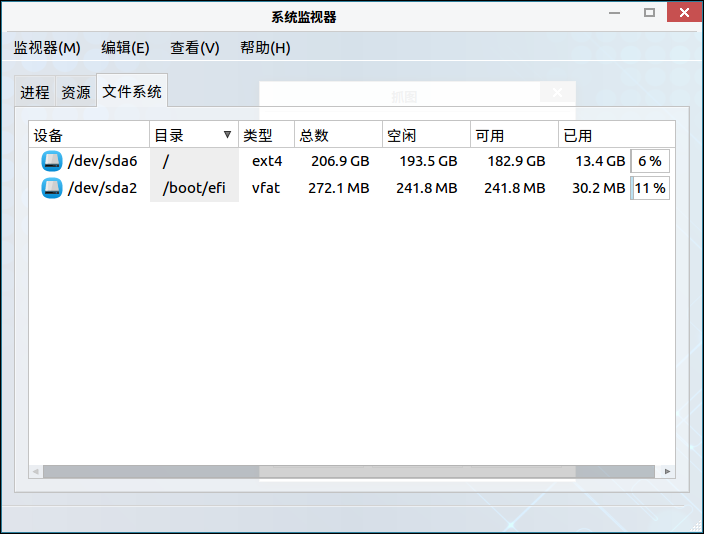 系统监视器
监视器(M) 编辑(E) 查看(V) 帮助(H)
进程 资源 文件系统
抓图
设备 目录 类型 总数 空闲 可用 已用
/dev/sda6 / ext4 206.9 GB 193.5 GB 182.9 GB 13.4 GB 6 %
/dev/sda2 /boot/efi vfat 272.1 MB 241.8 MB 241.8 MB 30.2 MB 11 %